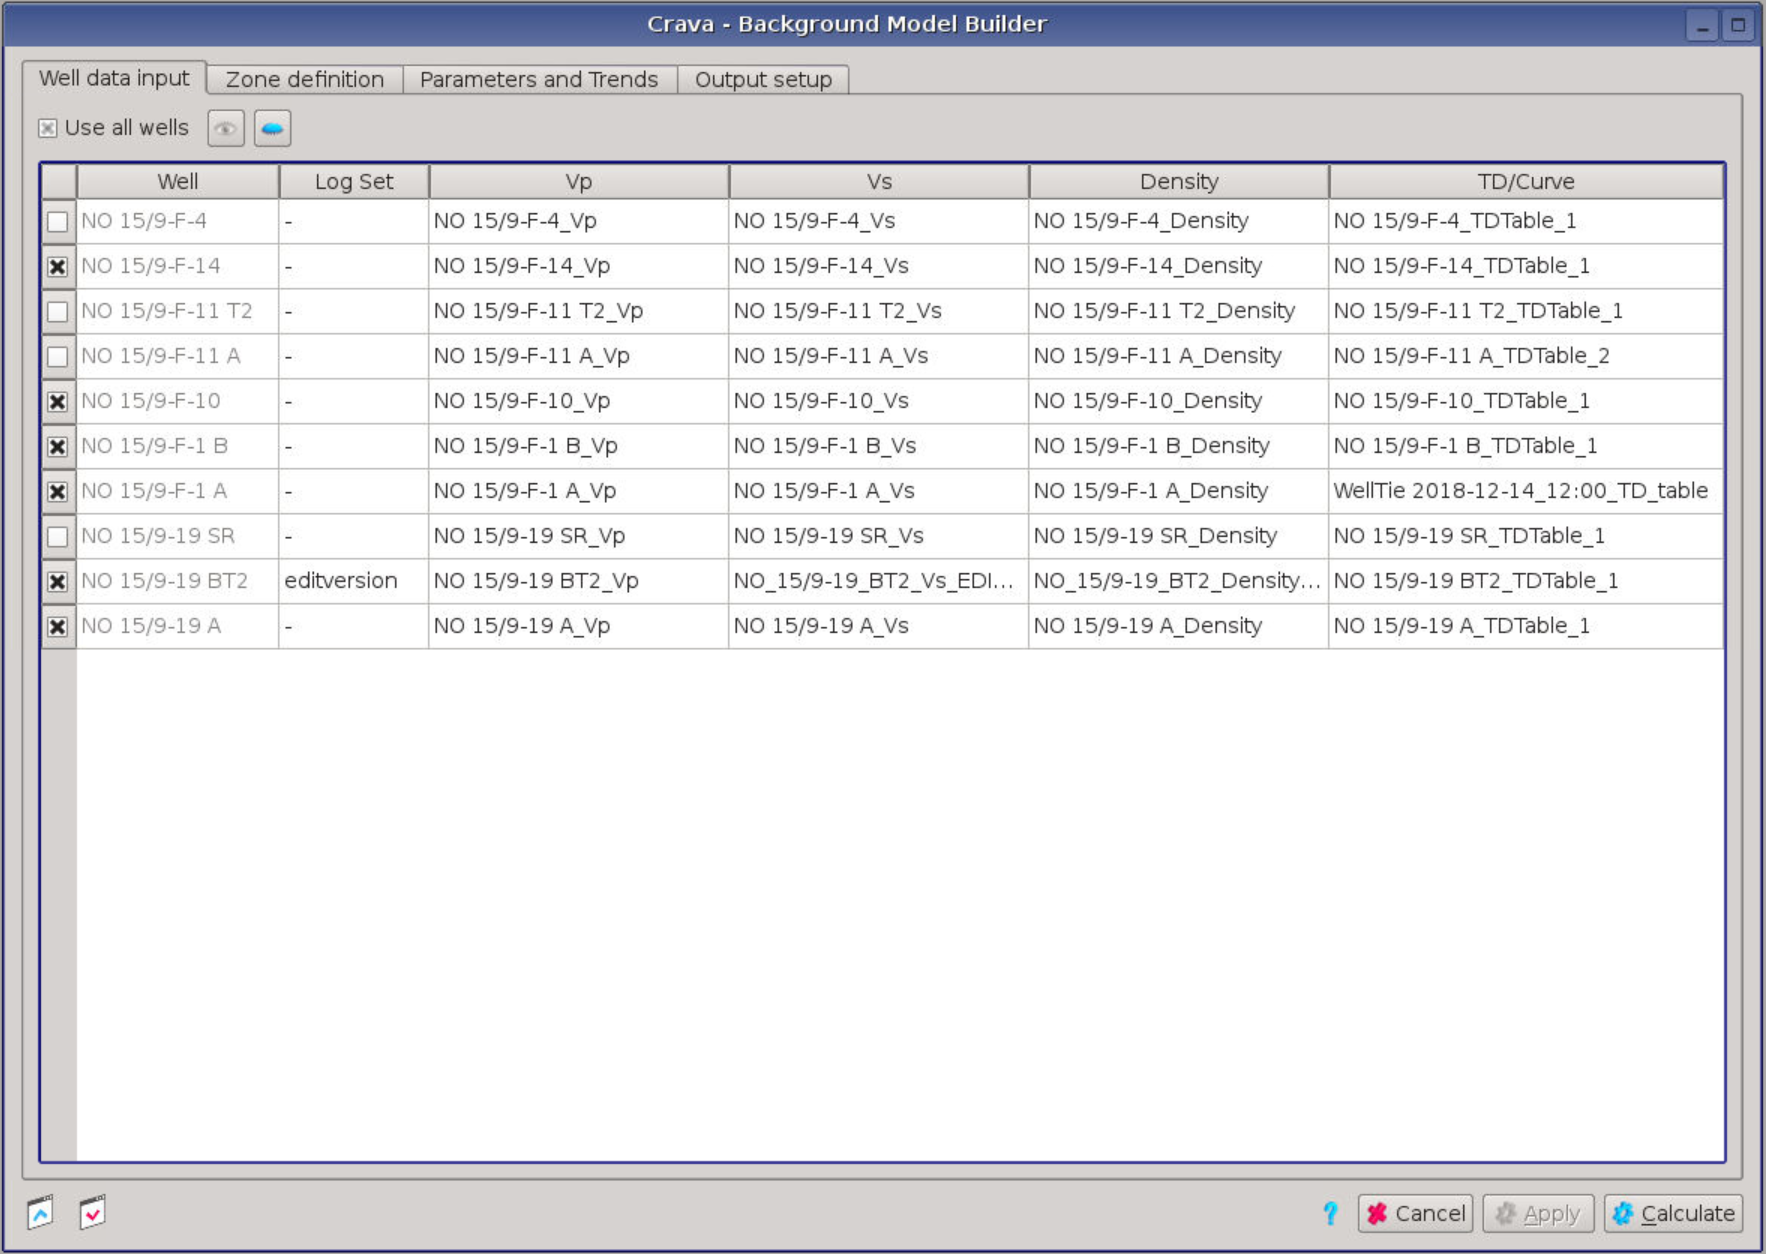 Crava - Background Model Builder
Well data input Zone definition Parameters and Trends Output setup
Use all wells
Well Log Set Vp Vs Density TD/Curve
NO 15/9-F-4 - NO 15/9-F-4_Vp NO 15/9-F-4_Vs NO 15/9-F-4_Density NO 15/9-F-4_TDTable_1
NO 15/9-F-14 - NO 15/9-F-14_Vp NO 15/9-F-14_Vs NO 15/9-F-14_Density NO 15/9-F-14_TDTable_1
NO 15/9-F-11 T2 - NO 15/9-F-11 T2_Vp NO 15/9-F-11 T2_Vs NO 15/9-F-11 T2_Density NO 15/9-F-11 T2_TDTable_1
NO 15/9-F-11 A - NO 15/9-F-11 A_Vp NO 15/9-F-11 A_Vs NO 15/9-F-11 A_Density NO 15/9-F-11 A_TDTable_2
NO 15/9-F-10 - NO 15/9-F-10_Vp NO 15/9-F-10_Vs NO 15/9-F-10_Density NO 15/9-F-10_TDTable_1
NO 15/9-F-1 B - NO 15/9-F-1 B_Vp NO 15/9-F-1 B_Vs NO 15/9-F-1 B_Density NO 15/9-F-1 B_TDTable_1
NO 15/9-F-1 A - NO 15/9-F-1 A_Vp NO 15/9-F-1 A_Vs NO 15/9-F-1 A_Density WellTie 2018-12-14_12:00_TD_table
NO 15/9-19 SR - NO 15/9-19 SR_Vp NO 15/9-19 SR_Vs NO 15/9-19 SR_Density NO 15/9-19 SR_TDTable_1
NO 15/9-19 BT2 editversion NO 15/9-19 BT2_Vp NO_15/9-19_BT2_Vs_EDI... NO_15/9-19_BT2_Density... NO 15/9-19 BT2_TDTable_1
NO 15/9-19 A - NO 15/9-19 A_Vp NO 15/9-19 A_Vs NO 15/9-19 A_Density NO 15/9-19 A_TDTable_1
? Cancel Apply Calculate